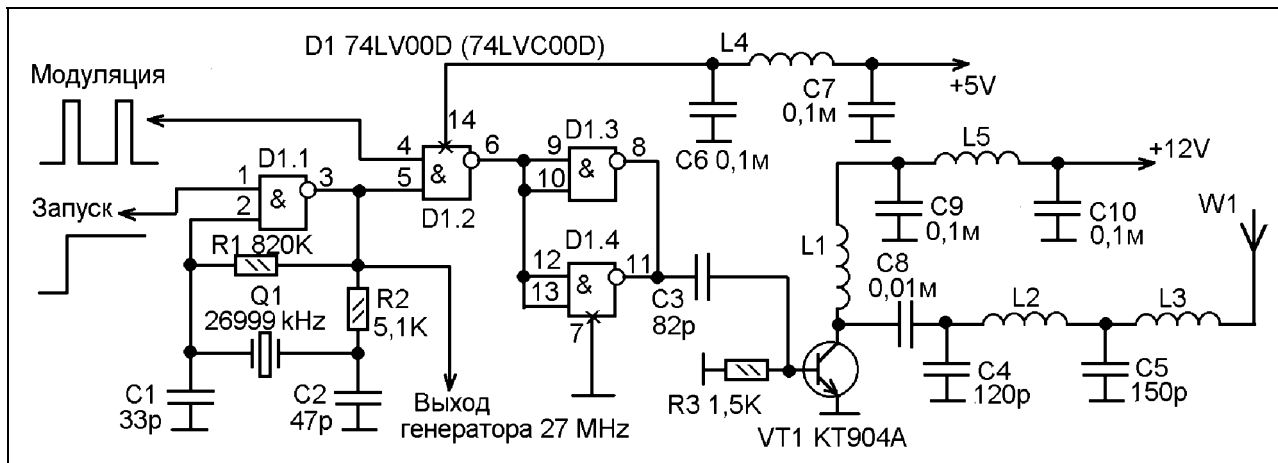 D1 74LV00D (74LVC00D)
L4
Модуляция
+5V
C7
0,1м
C6 0,1м
14
4
5
6
D1.2
&
D1.3
9
10
8
&
D1.1
1
2
3
&
Запуск
L5
+12V
C9
0,1м
C10
0,1м
W1
L1
D1.4
12
13
11
&
7
R1 820K
Q1
26999 kHz
R2
5,1K
C3
82p
C8
0,01м
L2
L3
C1
33p
C2
47p
Выход
генератора 27 MHz
R3 1,5K
C4
120p
C5
150p
VT1 KT904A